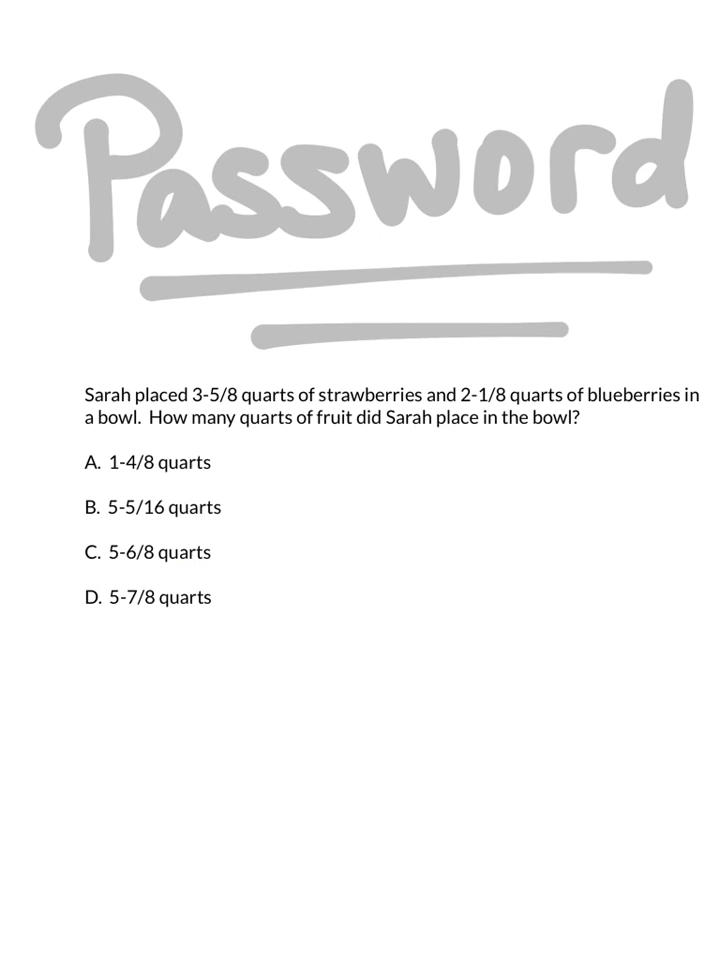 Password
Sarah placed 3-5/8 quarts of strawberries and 2-1/8 quarts of blueberries in
a bowl. How many quarts of fruit did Sarah place in the bowl?
A. 1-4/8 quarts
B. 5-5/16 quarts
C. 5-6/8 quarts
D. 5-7/8 quarts